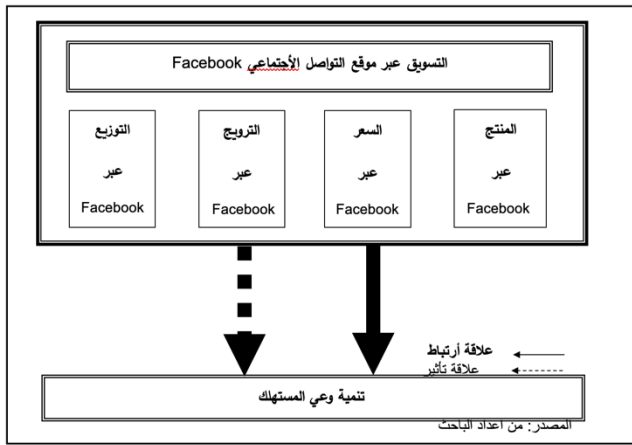 التسويق عبر موقع التواصل الأجتماعي Facebook
المنتج
عبر
Facebook
السعر
عبر
Facebook
الترويج
عبر
Facebook
التوزيع
عبر
Facebook
علاقة أرتباط
علاقة تأثير
تنمية وعي المستهلك
المصدر: من اعداد الباحث